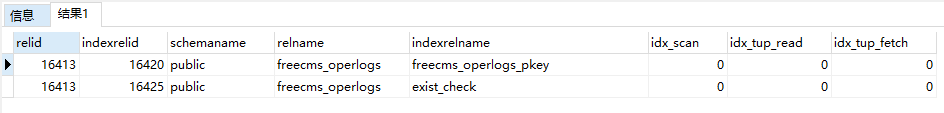 信息 结果1
relid indexrelid schemaname relname indexrelname idx_scan idx_tup_read idx_tup_fetch
16413 16420 public freecms_operlogs freecms_operlogs_pkey 0 0 0
16413 16425 public freecms_operlogs exist_check 0 0 0